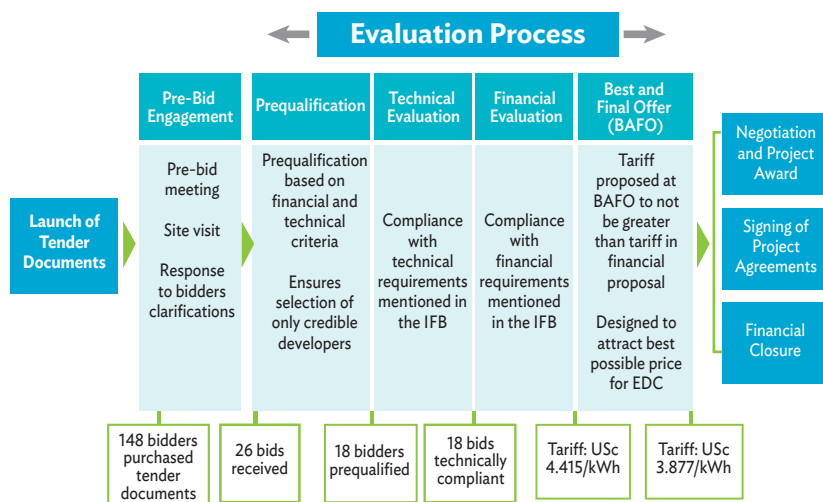 Evaluation Process
Launch of
Tender
Documents
Pre-Bid
Engagement
Pre-bid
meeting
Site visit
Response
to bidders
clarifications
Prequalification
Prequalification
based on
financial and
technical
criteria
Ensures
selection of
only credible
developers
Technical
Evaluation
Compliance
with
technical
requirements
mentioned in
the IFB
Financial
Evaluation
Compliance
with
financial
requirements
mentioned
in the IFB
Best and
Final Offer
(BAFO)
Tariff
proposed at
BAFO to not
be greater
than tariff in
financial
proposal
Designed to
attract best
possible price
for EDC
Negotiation
and Project
Award
Signing of
Project
Agreements
Financial
Closure
148 bidders
purchased
tender
documents
26 bids
received
18 bidders
prequalified
18 bids
technically
compliant
Tariff: USc
4.415/kWh
Tariff: USc
3.877/kWh